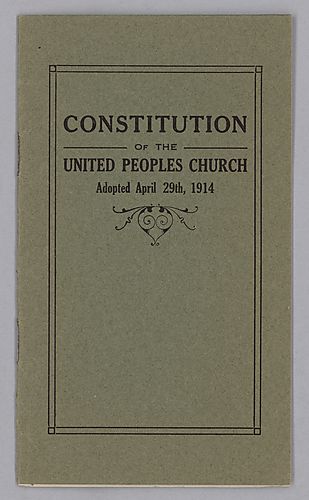 CONSTITUTION
OF THE
UNITED PEOPLES CHURCH
Adopted April 29th, 1914